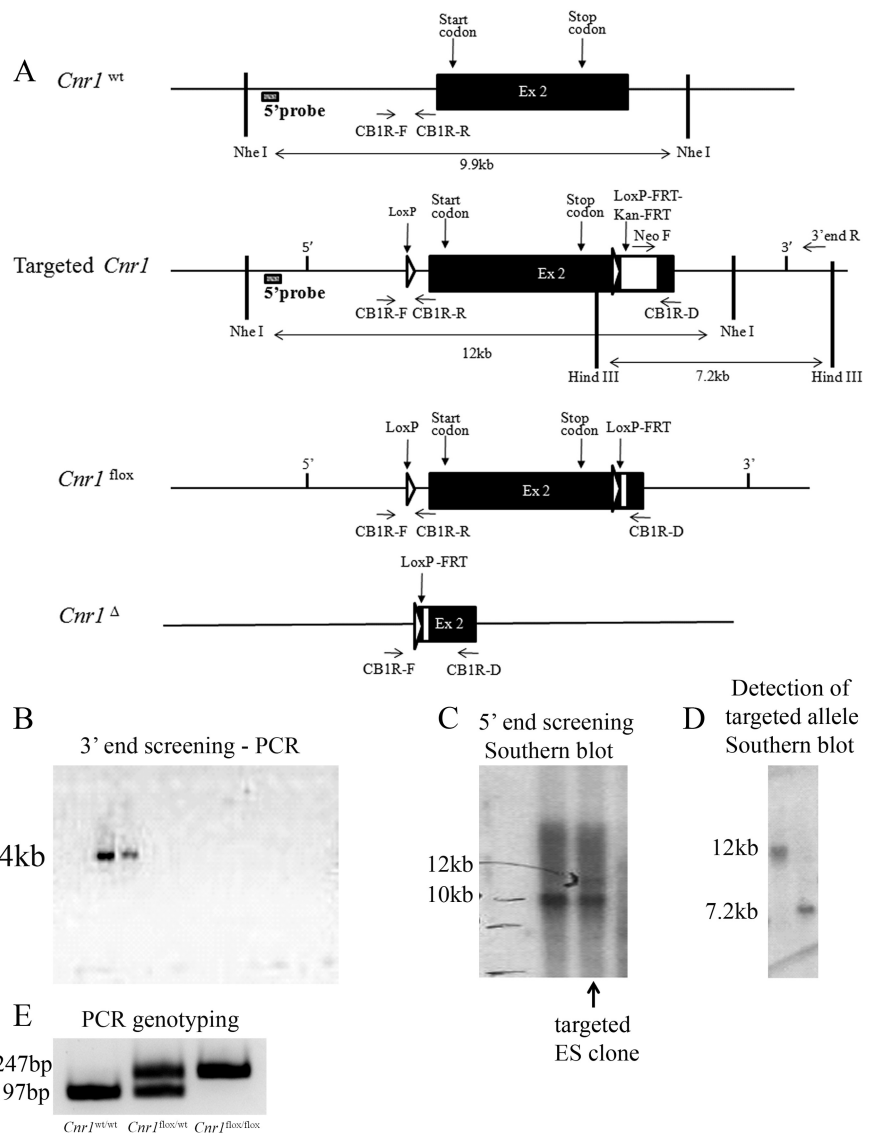 A
Cnr1 wt
Start codon
Stop codon
Ex 2
5'probe
CB1R-F
CB1R-R
Nhe I
9.9kb
Nhe I
Targeted Cnr1
LoxP
Start codon
Stop codon
LoxP-FRT-
Kan-FRT
Neo F
5'
3'
3'end R
Ex 2
5'probe
CB1R-F
CB1R-R
CB1R-D
Nhe I
12kb
Nhe I
Hind III
7.2kb
Hind III
Cnr1 flox
LoxP
Start codon
Stop codon
LoxP-FRT
5'
3'
Ex 2
CB1R-F
CB1R-R
CB1R-D
LoxP-FRT
Cnr1 Δ
Ex 2
CB1R-F
CB1R-D
B
3' end screening - PCR
4kb
C
5' end screening
Southern blot
12kb
10kb
targeted
ES clone
D
Detection of
targeted allele
Southern blot
12kb
7.2kb
E
PCR genotyping
247bp
97bp
Cnr1wt/wt
Cnr1flox/wt
Cnr1flox/flox